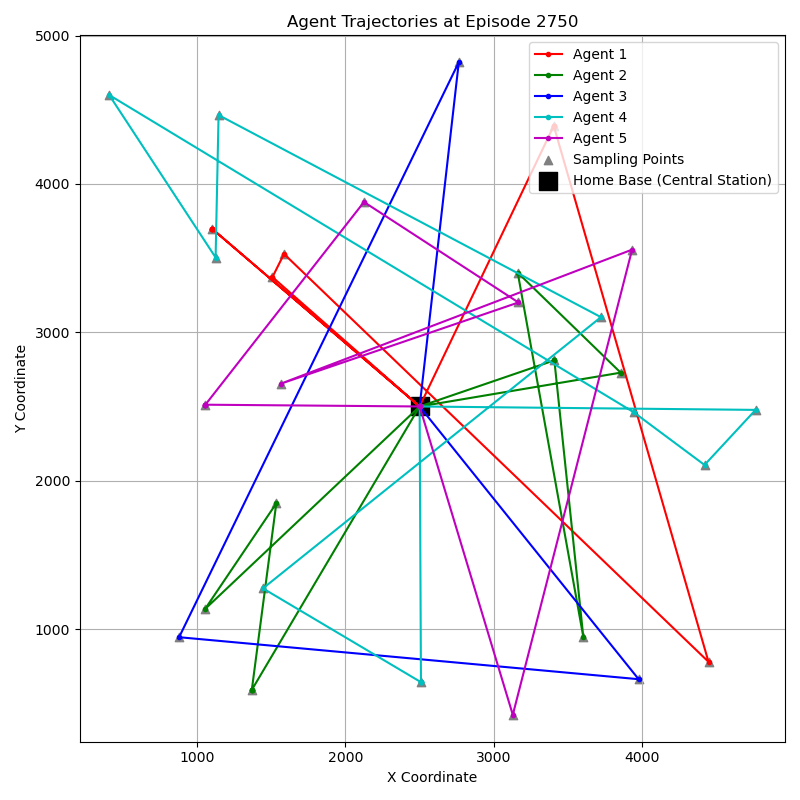 Agent Trajectories at Episode 2750
5000
4000
3000
2000
1000
Y Coordinate
Agent 1
Agent 2
Agent 3
Agent 4
Agent 5
Sampling Points
Home Base (Central Station)
1000
2000
3000
4000
X Coordinate